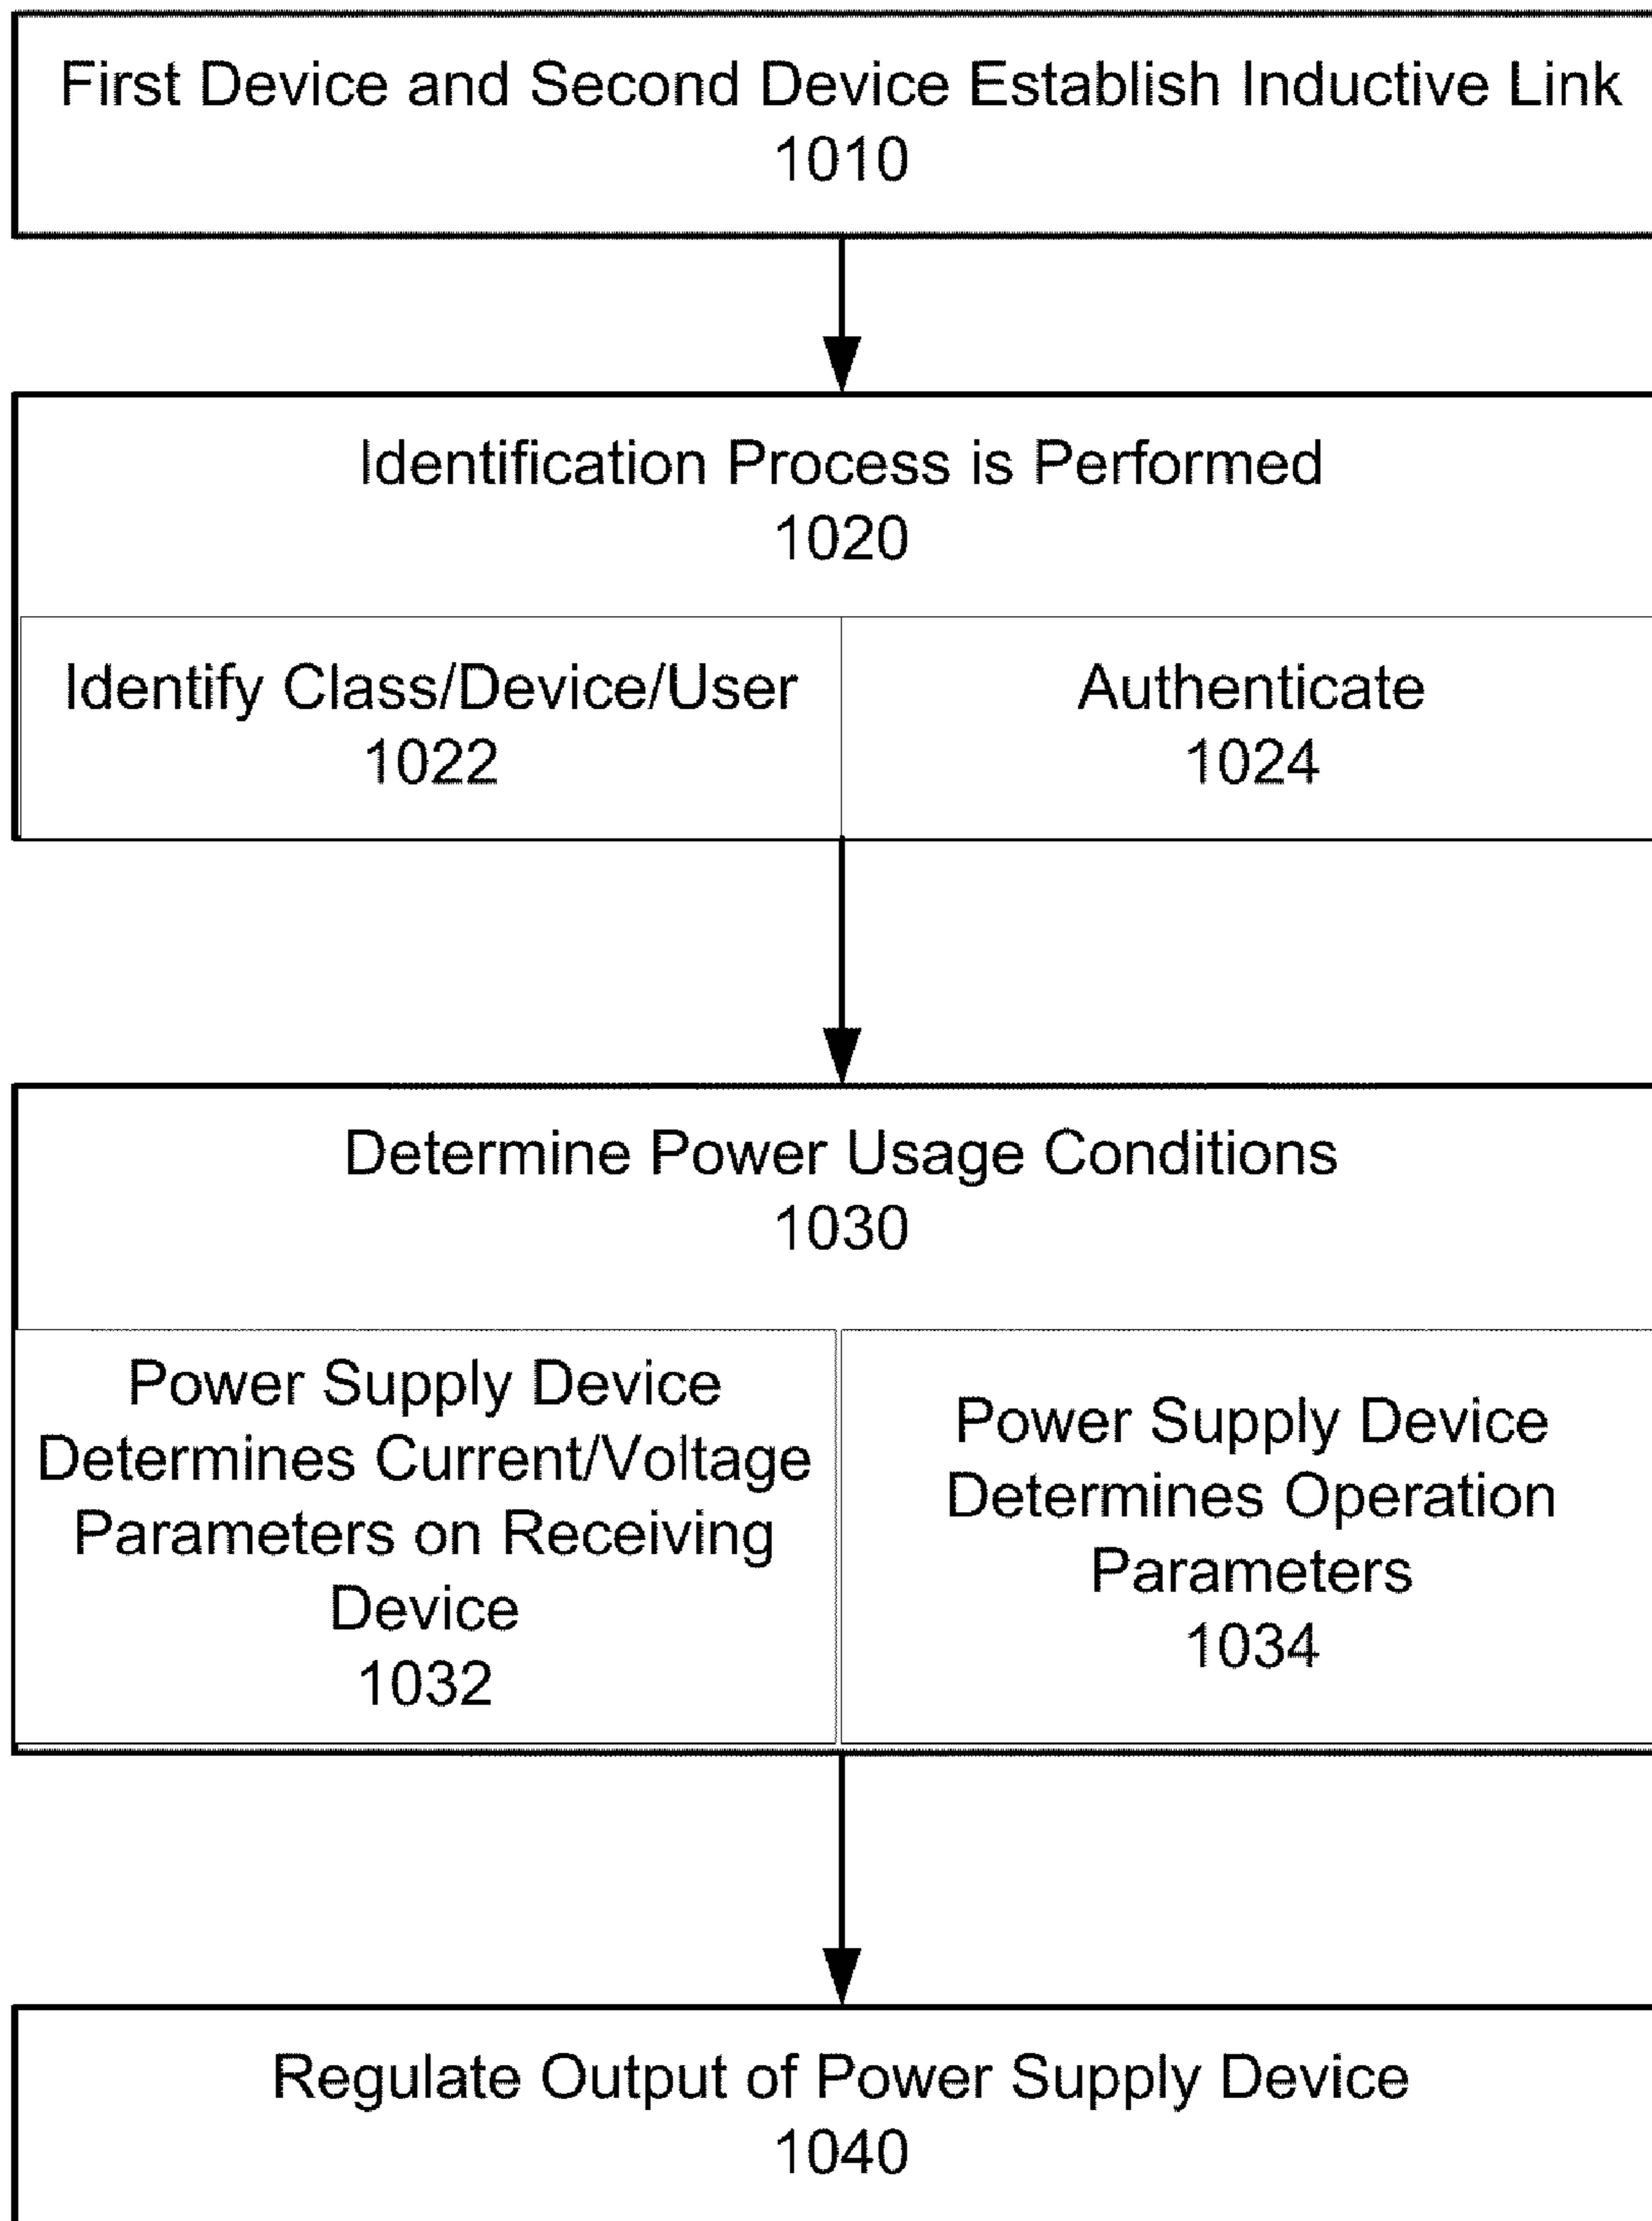 First Device and Second Device Establish Inductive Link
1010
Identification Process is Performed
1020
Identify Class/Device/User
1022
Authenticate
1024
Determine Power Usage Conditions
1030
Power Supply Device
Determines Current/Voltage
Parameters on Receiving
Device
1032
Power Supply Device
Determines Operation
Parameters
1034
Regulate Output of Power Supply Device
1040